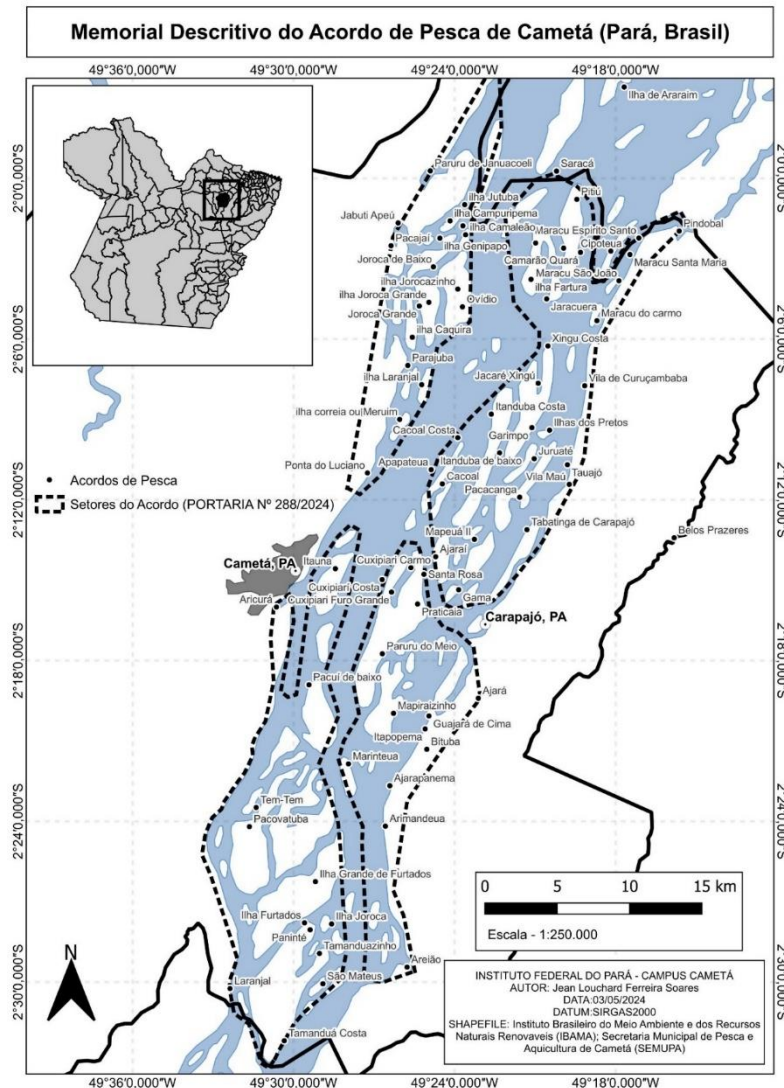 Memorial Descritivo do Acordo de Pesca de Cametá (Pará, Brasil)
49°36'0,000"W
49°30'0,000"W
49°24'0,000"W
49°18'0,000"W
Ilha de Araraim
Paruru de Januacoeli
Saracá
Pitiú
ilha Jutuba
ilha Campuripema
Jabuti Apeú
ilha Camaleão
Maracu Espirito Santo
Pindobal
Pacajaí
ilha Genipapo
Cipoteua
Joroca de Baixo
Camarão Quará
Maracu Santa Maria
Maracu São João
ilha Jorocazinho
ilha Fartura
ilha Joroca Grande
Ovidio
Jaracuera
Joroca Grande
Maracu do carmo
ilha Caquira
Xingu Costa
Parajuba
ilha Laranjal
Jacaré Xingú
Vila de Curuçambaba
ilha correia ou Meruim
Itanduba Costa
Cacoal Costa
Garimpo
Ilhas dos Pretos
Ponta do Luciano
Apapateua
Itanduba de baixo
Juruaté
Cacoal
Vila Maú
Tauajó
Pacacanga
Acordos de Pesca
Setores do Acordo (PORTARIA Nº 288/2024)
Mapeuá II
Tabatinga de Carapajó
Belos Prazeres
Ajaraí
Cametá, PA
Itauna
Cuxipiari Carmo
Santa Rosa
Cuxipiari Costa
Aricurá
Cuxipiari Furo Grande
Gama
Praticaia
Carapajó, PA
Paruru do Meio
Pacuí de baixo
Ajará
Mapiraizinho
Guajará de Cima
Itapopema
Bituba
Marinteua
Ajarapanema
Tem-Tem
Pacovatuba
Arimandeua
Ilha Grande de Furtados
Ilha Furtados
Ilha Joroca
Paninté
Tamanduazinho
Areião
Laranjal
São Mateus
Tamanduá Costa
2°12'0,000"S
2°18'0,000"S
2°24'0,000"S
2°30'0,000"S
0 5 10 15 km
Escala - 1:250.000
N
INSTITUTO FEDERAL DO PARÁ - CAMPUS CAMETÁ
AUTOR: Jean Louchard Ferreira Soares
DATA:03/05/2024
DATUM:SIRGAS2000
SHAPEFILE: Instituto Brasileiro do Meio Ambiente e dos Recursos
Naturais Renovaveis (IBAMA); Secretaria Municipal de Pesca e
Aquicultura de Cametá (SEMUPA)
49°36'0,000"W
49°30'0,000"W
49°24'0,000"W
49°18'0,000"W